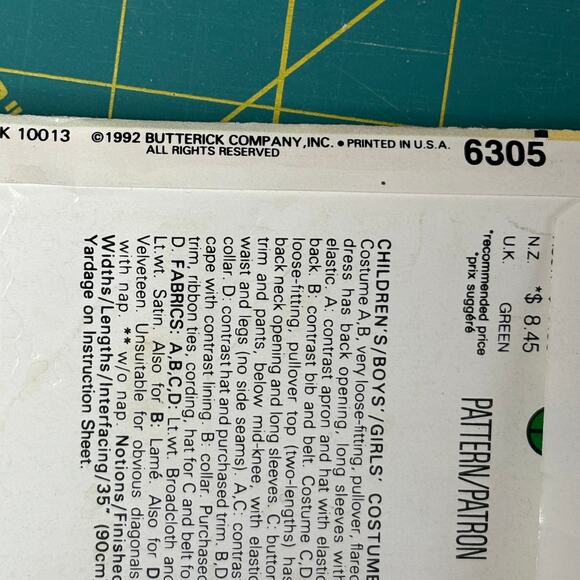 K 10013 ©1992 BUTTERICK COMPANY, INC. • PRINTED IN U.S.A. 6305
ALL RIGHTS RESERVED
N.Z. *$ 8.45
U.K. GREEN
*recommended price
*prix suggéré
PATTERN/PATRON
CHILDREN'S/BOYS'/GIRLS' COSTUME
Costume A,B, very loose-fitting, pullover, flared
dress has back opening, long sleeves with
elastic. A: contrast apron and hat with elastic
back. B: contrast bib and belt. Costume C,D
loose-fitting, pullover top (two-lengths) has
back neck opening and long sleeves. C: button
trim and pants, below mid-knee, with elastic
waist and legs (no side seams). A,C: contrast
collar. D: contrast hat and purchased trim. B,D
cape with contrast lining. B: collar. Purchased
trim, ribbon ties, cording, hat for C and belt fo
D. FABRICS: A,B,C,D: Lt.wt. Broadcloth and
Lt.wt. Satin. Also for B: Lamé. Also for D
Velveteen. Unsuitable for obvious diagonals
with nap. ** w/o nap. Notions/Finished
Widths/Lengths/Interfacing/35" (90cm
Yardage on Instruction Sheet.